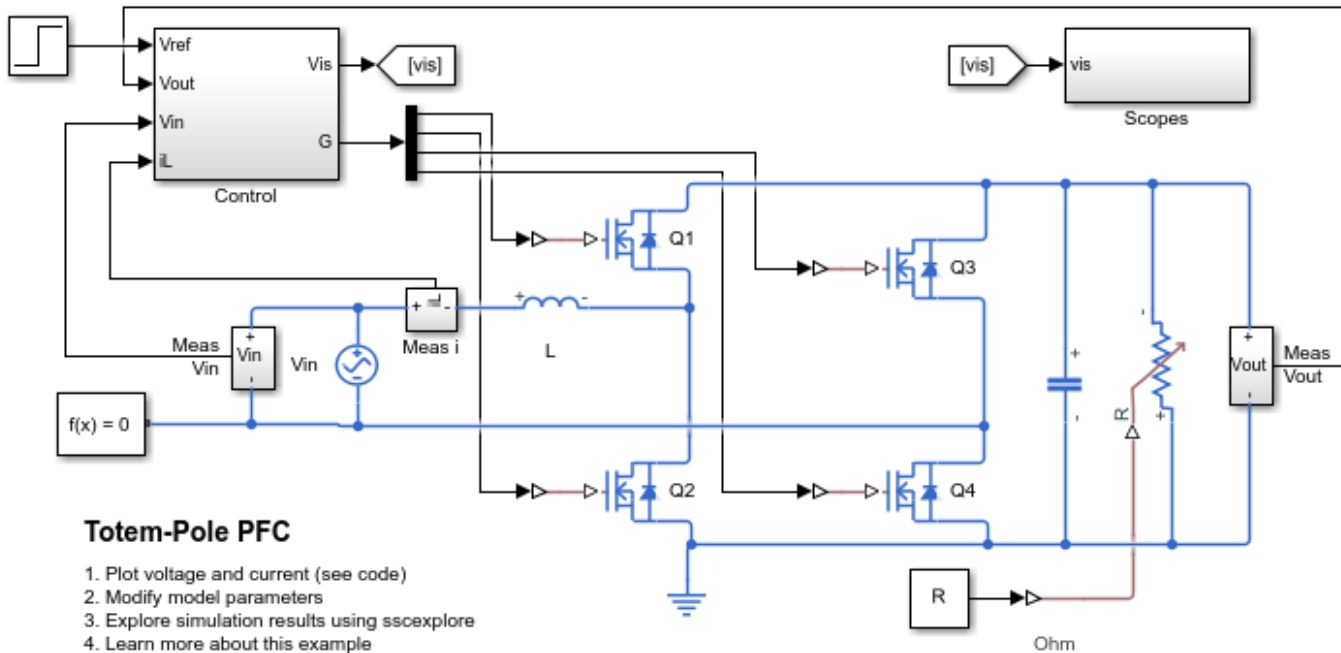 Vref
Vout
Vin
iL
Vis
G
Control
[vis]
[vis]
vis
Scopes
Q1
Q3
+
-
+
-
Meas i
L
Meas
Vin
+
Vin
-
Vin
+
f(x) = 0
Q2
Q4
+
-
-
R
+
+
Vout
-
Meas
Vout
R
Ohm
Totem-Pole PFC
1. Plot voltage and current (see code)
2. Modify model parameters
3. Explore simulation results using sscexplore
4. Learn more about this example